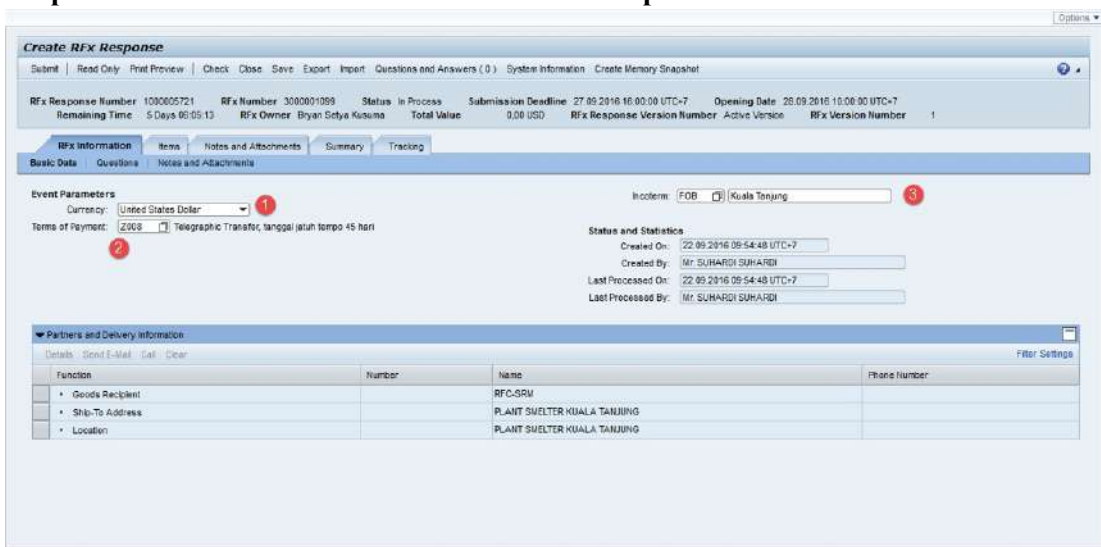 Options
Create RFx Response
Submit | Read Only Print Preview | Check Close Save Export Import Questions and Answers ( 0 ) System Information Create Memory Snapshot
RFx Response Number 1000005721 RFx Number 3000001099 Status In Process Submission Deadline 27.09.2016 16:00:00 UTC+7 Opening Date 28.09.2016 10:00:00 UTC+7
Remaining Time 5 Days 06:05:13 RFx Owner Bryan Setya Kusuma Total Value 0,00 USD RFx Response Version Number Active Version RFx Version Number 1
RFx Information Items Notes and Attachments Summary Tracking
Basic Data | Questions | Notes and Attachments
Event Parameters
Incoterm: FOB Kuala Tanjung 3
Currency: United States Dollar 1
Terms of Payment: Z008 Telegraphic Transfer, tanggal jatuh tempo 45 hari
2
Status and Statistics
Created On: 22.09.2016 09:54:48 UTC+7
Created By: Mr. SUHARDI SUHARDI
Last Processed On: 22.09.2016 09:54:48 UTC+7
Last Processed By: Mr. SUHARDI SUHARDI
Partners and Delivery Information
Details Send E-Mail Call Clear Filter Settings
Function Number Name Phone Number
Goods Recipient RFC-SRM
Ship-To Address PLANT SMELTER KUALA TANJUNG
Location PLANT SMELTER KUALA TANJUNG